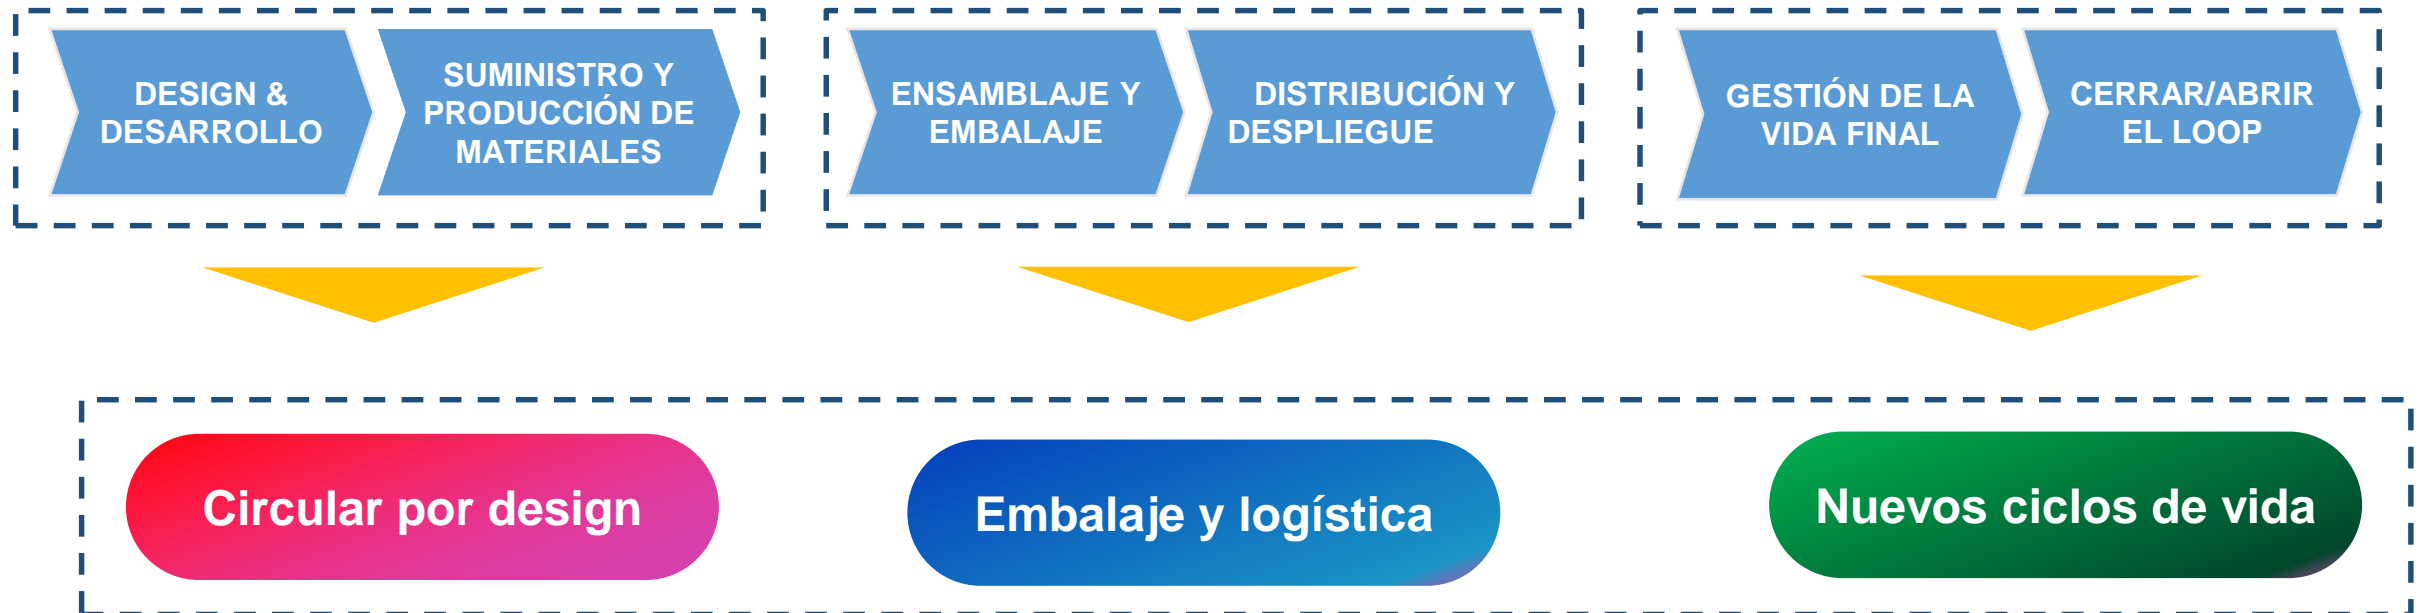 DESIGN &
DESARROLLO
SUMINISTRO Y
PRODUCCIÓN DE
MATERIALES
ENSAMBLAJE Y
EMBALAJE
DISTRIBUCIÓN Y
DESPLIEGUE
GESTIÓN DE LA
VIDA FINAL
CERRAR/ABRIR
EL LOOP
Circular por design
Embalaje y logística
Nuevos ciclos de vida